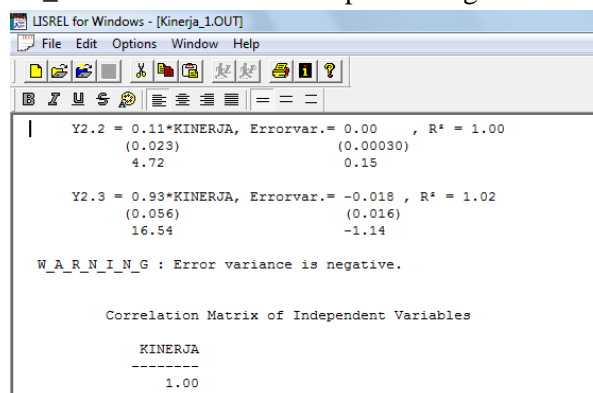 LISREL for Windows - [Kinerja_1.OUT]
File Edit Options Window Help
B I U S
Y2.2 = 0.11*KINERJA, Errorvar.= 0.00 , R² = 1.00
(0.023) (0.00030)
4.72 0.15
Y2.3 = 0.93*KINERJA, Errorvar.= -0.018 , R² = 1.02
(0.056) (0.016)
16.54 -1.14
W_A_R_N_I_N_G : Error variance is negative.
Correlation Matrix of Independent Variables
KINERJA
--------
1.00